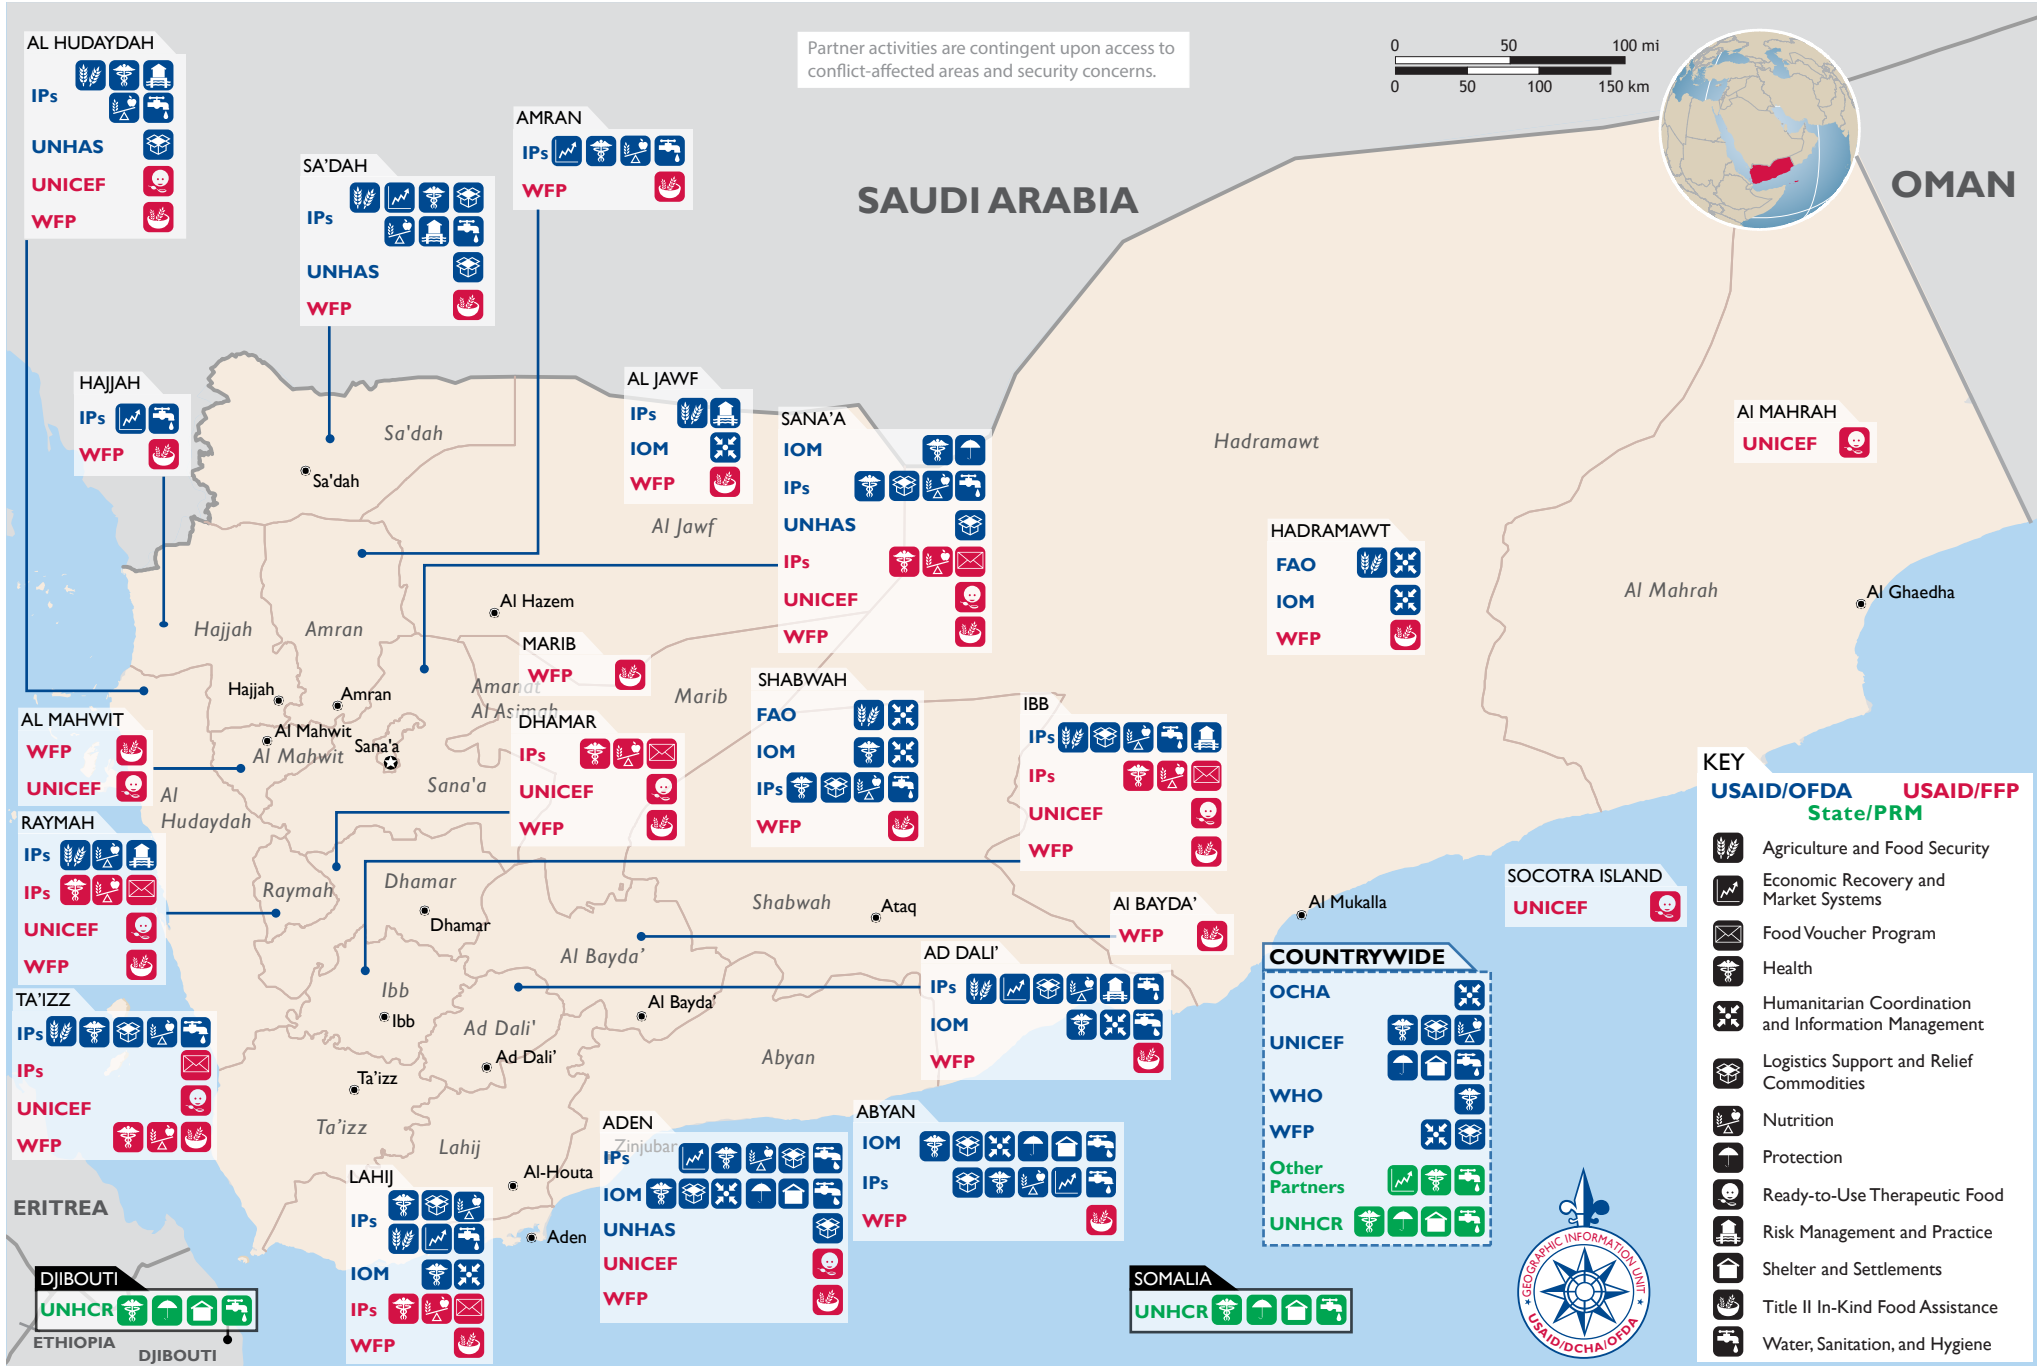 Partner activities are contingent upon access to
conflict-affected areas and security concerns.
0 50 100 mi
0 50 100 150 km
SAUDI ARABIA
OMAN
AL HUDAYDAH
IPs
UNHAS
UNICEF
WFP
SA'DAH
IPs
UNHAS
WFP
AMRAN
IPs
WFP
HAJJAH
IPs
WFP
AL JAWF
IPs
IOM
WFP
SANA'A
IOM
IPs
UNHAS
IPs
UNICEF
WFP
Al MAHRAH
UNICEF
HADRAMAWT
FAO
IOM
WFP
MARIB
WFP
SHABWAH
FAO
IOM
IPs
WFP
DHAMAR
IPs
UNICEF
WFP
IBB
IPs
IPs
UNICEF
WFP
AL MAHWIT
WFP
UNICEF
RAYMAH
IPs
IPs
UNICEF
WFP
TA'IZZ
IPs
IPs
UNICEF
WFP
Al BAYDA'
WFP
AD DALI'
IPs
IOM
WFP
SOCOTRA ISLAND
UNICEF
ADEN
IPs
IOM
UNHAS
UNICEF
WFP
ABYAN
IOM
IPs
WFP
LAHIJ
IPs
IOM
IPs
WFP
DJIBOUTI
UNHCR
SOMALIA
UNHCR
COUNTRYWIDE
OCHA
UNICEF
WHO
WFP
Other
Partners
UNHCR
Sa'dah
Sa'dah
Al Jawf
Hadramawt
Al Mahrah
Al Ghaedha
Al Hazem
Hajjah
Amran
Hajjah
Amran
Amanat
Al Asimah
Marib
Al Mahwit
Al Mahwit
Sana'a
Sana'a
Al
Hudaydah
Raymah
Dhamar
Dhamar
Shabwah
Ataq
Al Mukalla
Al Bayda'
Al Bayda'
Ibb
Ibb
Ad Dali'
Ad Dali'
Abyan
Ta'izz
Ta'izz
Lahij
Zinjubar
Al-Houta
Aden
ERITREA
ETHIOPIA
DJIBOUTI
KEY
USAID/OFDA USAID/FFP
State/PRM
Agriculture and Food Security
Economic Recovery and
Market Systems
Food Voucher Program
Health
Humanitarian Coordination
and Information Management
Logistics Support and Relief
Commodities
Nutrition
Protection
Ready-to-Use Therapeutic Food
Risk Management and Practice
Shelter and Settlements
Title II In-Kind Food Assistance
Water, Sanitation, and Hygiene
GEOGRAPHIC INFORMATION UNIT
USAID/DCHA/OFDA